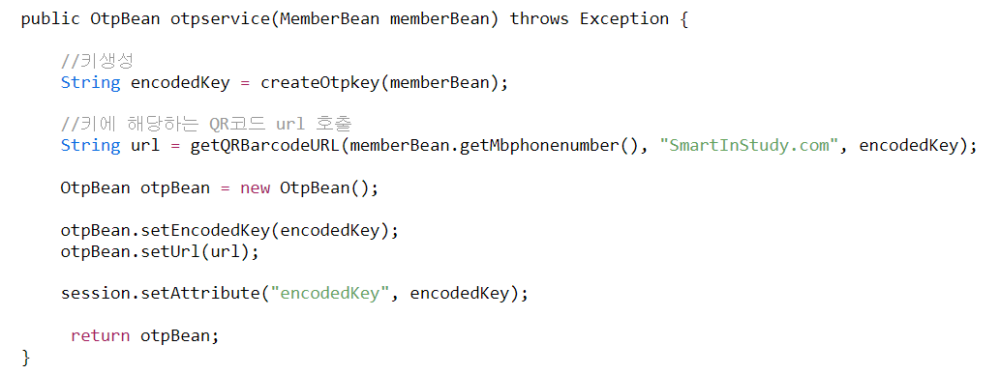 public OtpBean otpservice(MemberBean memberBean) throws Exception {
//키생성
String encodedKey = createOtpkey(memberBean);
//키에 해당하는 QR코드 url 호출
String url = getQRBarcodeURL(memberBean.getMbphonenumber(), "SmartInStudy.com", encodedKey);
OtpBean otpBean = new OtpBean();
otpBean.setEncodedKey(encodedKey);
otpBean.setUrl(url);
session.setAttribute("encodedKey", encodedKey);
return otpBean;
}